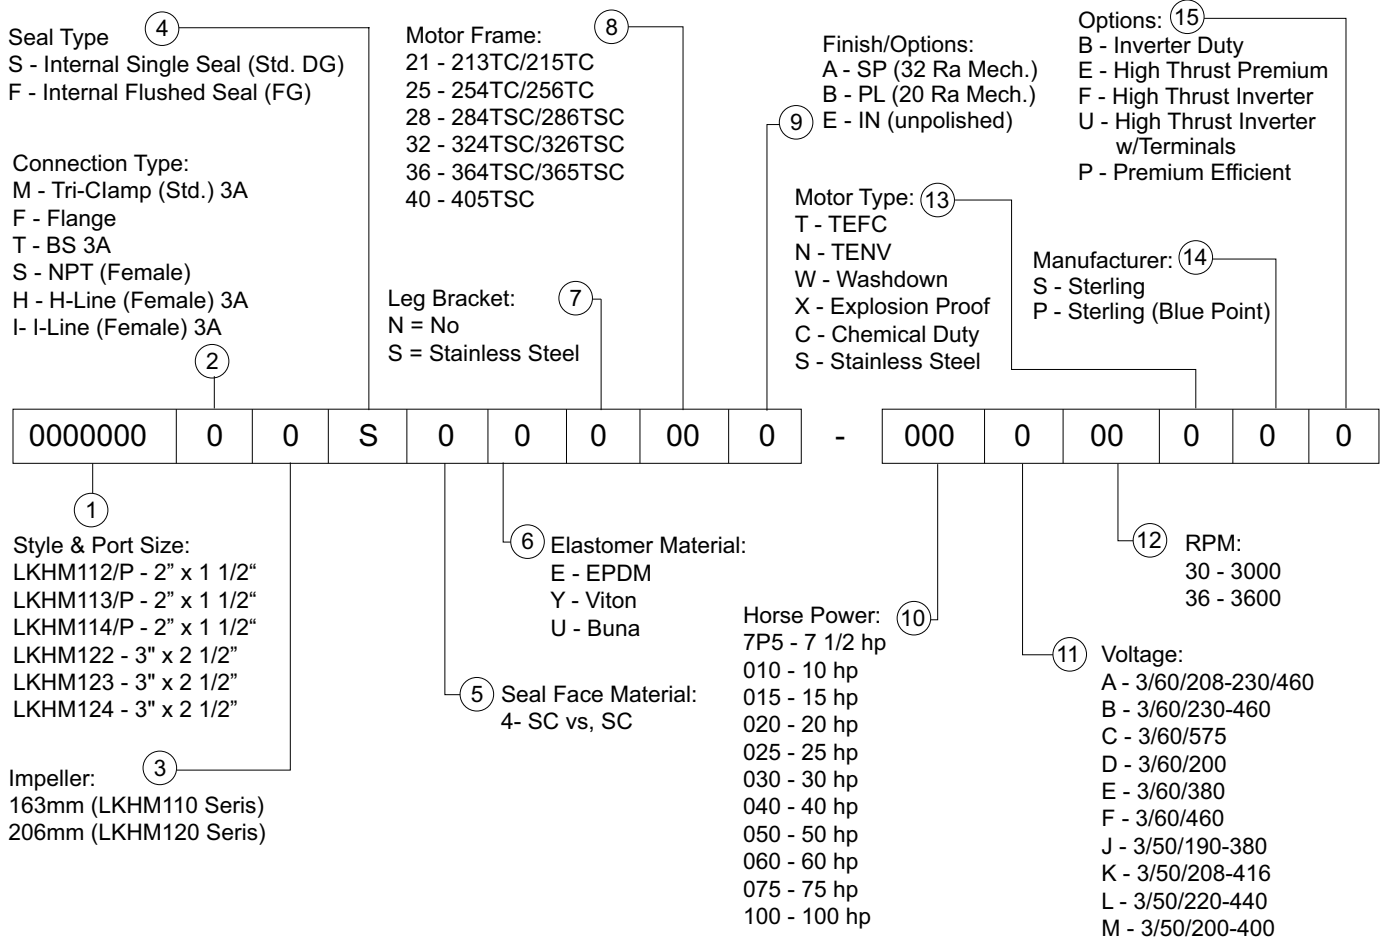 Seal Type
4
S - Internal Single Seal (Std. DG)
F - Internal Flushed Seal (FG)
Connection Type:
M - Tri-Clamp (Std.) 3A
F - Flange
T - BS 3A
S - NPT (Female)
H - H-Line (Female) 3A
I- I-Line (Female) 3A
2
Motor Frame:
8
21 - 213TC/215TC
25 - 254TC/256TC
28 - 284TSC/286TSC
32 - 324TSC/326TSC
36 - 364TSC/365TSC
40 - 405TSC
Leg Bracket:
7
N = No
S = Stainless Steel
Finish/Options:
A - SP (32 Ra Mech.)
B - PL (20 Ra Mech.)
9
E - IN (unpolished)
Motor Type:
13
T - TEFC
N - TENV
W - Washdown
X - Explosion Proof
C - Chemical Duty
S - Stainless Steel
Options:
15
B - Inverter Duty
E - High Thrust Premium
F - High Thrust Inverter
U - High Thrust Inverter
w/Terminals
P - Premium Efficient
Manufacturer:
14
S - Sterling
P - Sterling (Blue Point)
0000000 0 0 S 0 0 0 00 0 - 000 0 00 0 0 0
1
Style & Port Size:
LKHM112/P - 2” x 1 1/2“
LKHM113/P - 2” x 1 1/2“
LKHM114/P - 2” x 1 1/2“
LKHM122 - 3" x 2 1/2”
LKHM123 - 3" x 2 1/2”
LKHM124 - 3" x 2 1/2”
3
Impeller:
163mm (LKHM110 Seris)
206mm (LKHM120 Seris)
6
Elastomer Material:
E - EPDM
Y - Viton
U - Buna
5
Seal Face Material:
4- SC vs, SC
Horse Power:
10
7P5 - 7 1/2 hp
010 - 10 hp
015 - 15 hp
020 - 20 hp
025 - 25 hp
030 - 30 hp
040 - 40 hp
050 - 50 hp
060 - 60 hp
075 - 75 hp
100 - 100 hp
12
RPM:
30 - 3000
36 - 3600
11
Voltage:
A - 3/60/208-230/460
B - 3/60/230-460
C - 3/60/575
D - 3/60/200
E - 3/60/380
F - 3/60/460
J - 3/50/190-380
K - 3/50/208-416
L - 3/50/220-440
M - 3/50/200-400